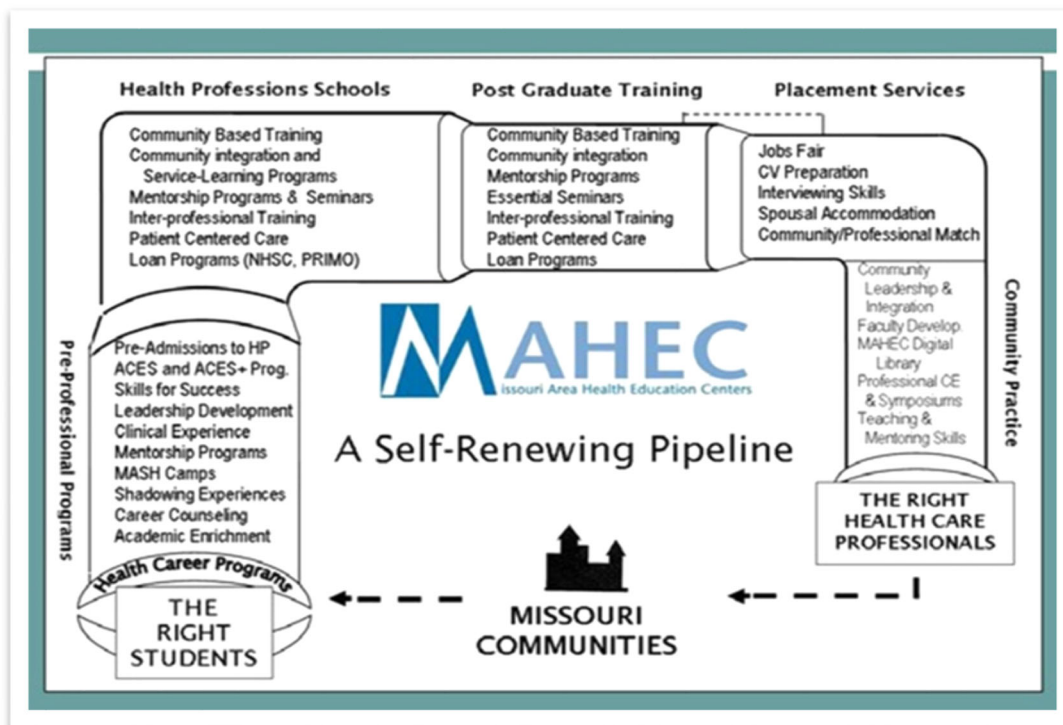 Health Professions Schools
Community Based Training
Community integration and
Service-Learning Programs
Mentorship Programs & Seminars
Inter-professional Training
Patient Centered Care
Loan Programs (NHSC, PRIMO)
Post Graduate Training
Community Based Training
Community integration
Mentorship Programs
Essential Seminars
Inter-professional Training
Patient Centered Care
Loan Programs
Placement Services
Jobs Fair
CV Preparation
Interviewing Skills
Spousal Accommodation
Community/Professional Match
Community Practice
Community
Leadership &
Integration
Faculty Develop.
MAHEC Digital
Library
Professional CE
& Symposiums
Teaching &
Mentoring Skills
THE RIGHT
HEALTH CARE
PROFESSIONALS
MAHEC
issouri Area Health Education Centers
A Self-Renewing Pipeline
MISSOURI
COMMUNITIES
Pre-Professional Programs
Pre-Admissions to HP
ACES and ACES+ Prog.
Skills for Success
Leadership Development
Clinical Experience
Mentorship Programs
MASH Camps
Shadowing Experiences
Career Counseling
Academic Enrichment
Health Career Programs
THE
RIGHT
STUDENTS